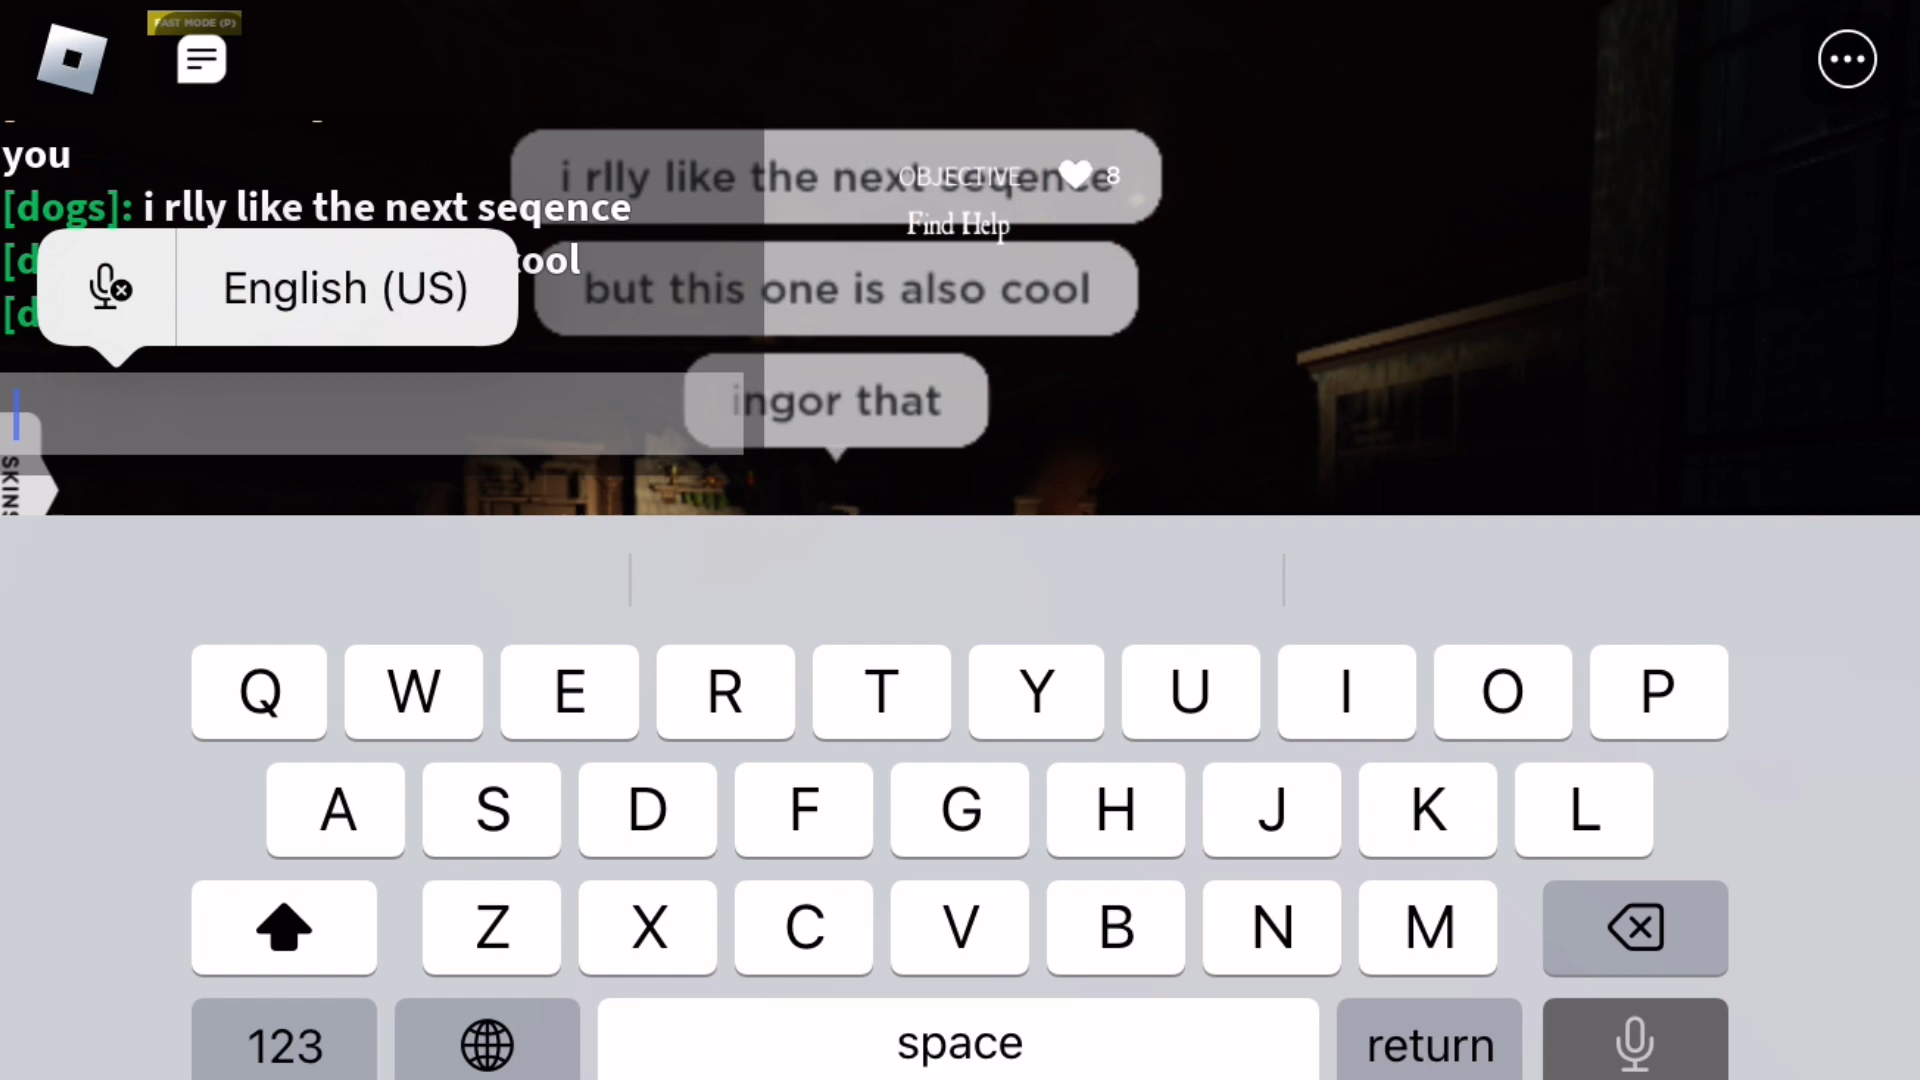 FAST MODE (P)
you
[dogs]: i rlly like the next seqence
[d cool
[d
English (US)
i rlly like the next seqence
but this one is also cool
ingor that
OBJECTIVE 8
Find Help
SKINS
Q W E R T Y U I O P
A S D F G H J K L
Z X C V B N M
123 space return